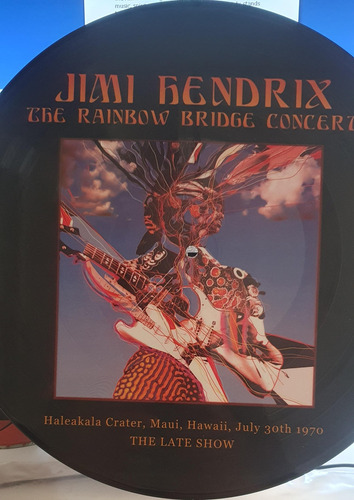 JIMI HENDRIX
THE RAINBOW BRIDGE CONCERT
Haleakala Crater, Maui, Hawaii, July 30th 1970
THE LATE SHOW